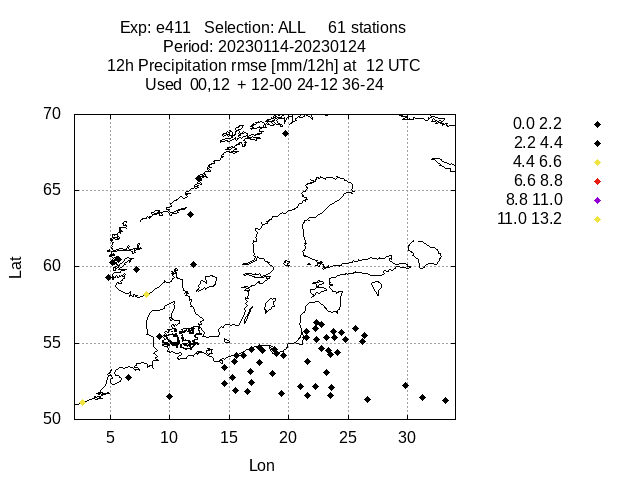 Exp: e411 Selection: ALL 61 stations
Period: 20230114-20230124
12h Precipitation rmse [mm/12h] at 12 UTC
Used 00,12 + 12-00 24-12 36-24
70
65
60
55
50
Lat
5 10 15 20 25 30
Lon
0.0 2.2
2.2 4.4
4.4 6.6
6.6 8.8
8.8 11.0
11.0 13.2